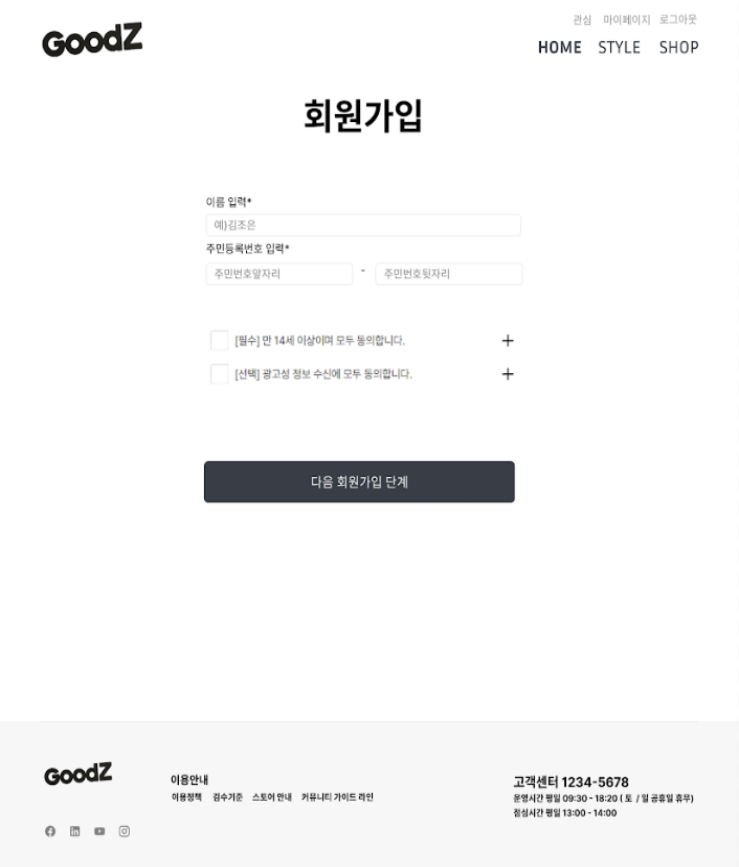 GoodZ
관심 마이페이지 로그아웃
HOME STYLE SHOP
회원가입
이름 입력*
예)김조은
주민등록번호 입력*
주민번호앞자리 - 주민번호뒷자리
[필수] 만 14세 이상이며 모두 동의합니다. +
[선택] 광고성 정보 수신에 모두 동의합니다. +
다음 회원가입 단계
GoodZ
이용안내
이용정책 검수기준 스토어 안내 커뮤니티 가이드 라인
고객센터 1234-5678
운영시간 평일 09:30 - 18:20 ( 토 / 일 공휴일 휴무)
점심시간 평일 13:00 - 14:00